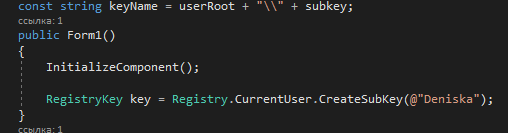 const string keyName = userRoot + "\\" + subkey;
ссылка: 1
public Form1()
{
InitializeComponent();
RegistryKey key = Registry.CurrentUser.CreateSubKey(@"Deniska");
}
ссылка: 1